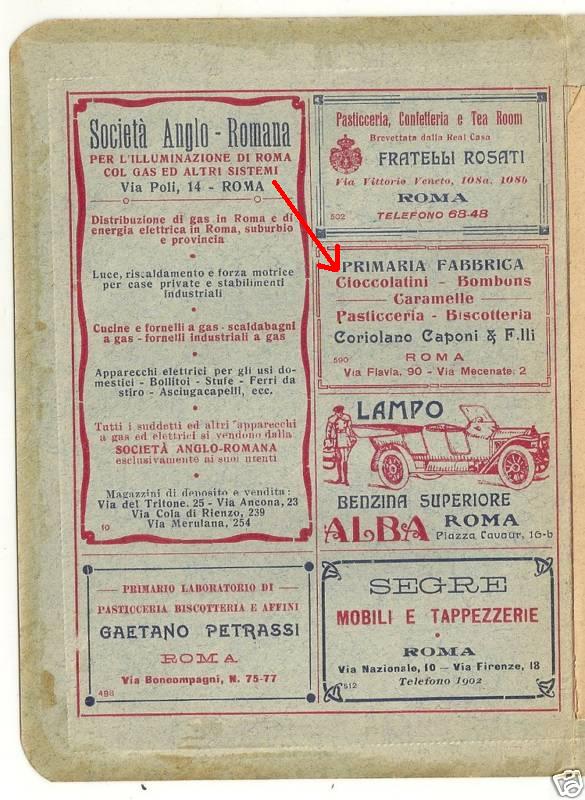 Società Anglo-Romana
PER L'ILLUMINAZIONE DI ROMA
COL GAS ED ALTRI SISTEMI
Via Poli, 14 - ROMA
Distribuzione di gas in Roma e di
energia elettrica in Roma, suburbio
e provincia
Luce, riscaldamento e forza motrice
per case private e stabilimenti
industriali
Cucine e fornelli a gas - scaldabagni
a gas - fornelli industriali a gas
Apparecchi elettrici per gli usi do-
mestici - Bollitoi - Stufe - Ferri da
stiro - Asciugacapelli, ecc.
Tutti i suddetti ed altri apparecchi
a gas ed elettrici si vendono dalla
SOCIETÀ ANGLO-ROMANA
esclusivamente ai suoi utenti
Magazzini di deposito e vendita:
Via del Tritone, 25 - Via Ancona, 23
Via Cola di Rienzo, 239
Via Merulana, 254
10
PRIMARIO LABORATORIO DI
PASTICCERIA BISCOTTERIA E AFFINI
GAETANO PETRASSI
ROMA
Via Boncompagni, N. 75-77
498
Pasticceria, Confetteria e Tea Room
Brevettata dalla Real Casa
FRATELLI ROSATI
Via Vittorio Veneto, 108a, 108b
ROMA
502
TELEFONO 68-48
PRIMARIA FABBRICA
Cioccolatini - Bombons
Caramelle
Pasticceria - Biscotteria
Coriolano Caponi & F.lli
590
ROMA
Via Flavia, 90 - Via Mecenate, 2
LAMPO
BENZINA SUPERIORE
ALBA ROMA
Piazza Cavour, 16-b
SEGRE
MOBILI E TAPPEZZERIE
ROMA
Via Nazionale, 10 - Via Firenze, 18
512
Telefono 1902